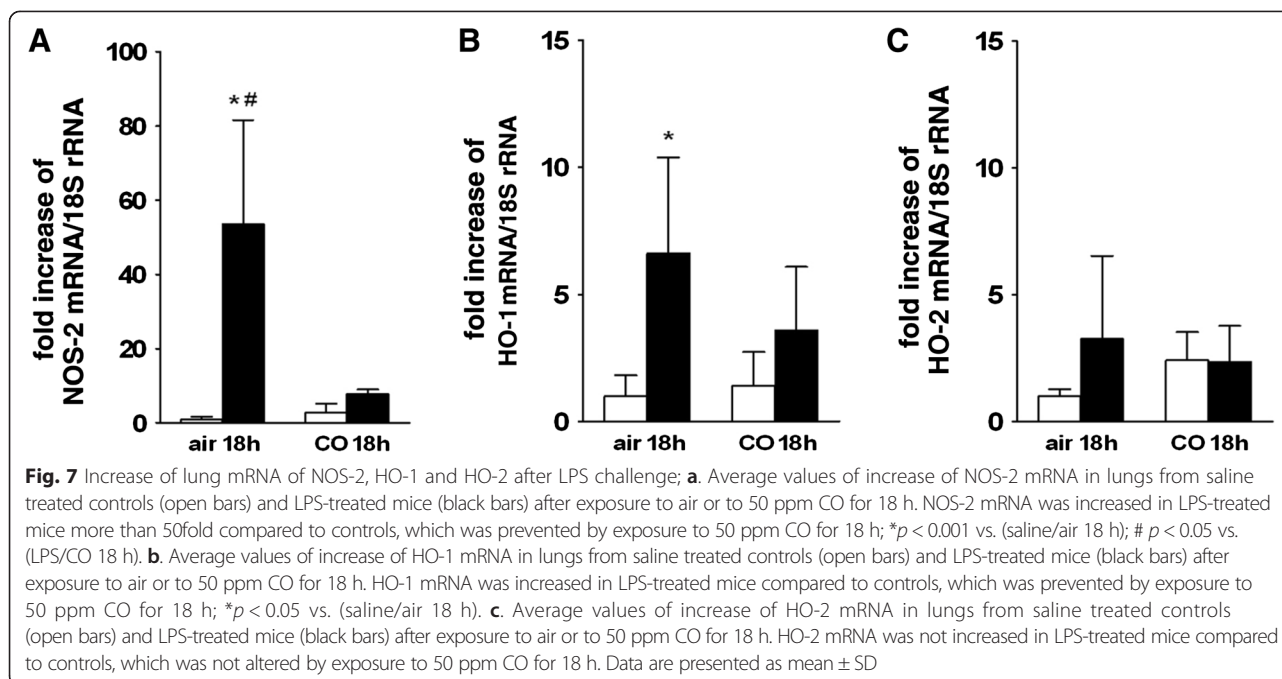 A
fold increase of
NOS-2 mRNA/18S rRNA
100
80
60
40
20
0
*#
air 18h CO 18h
B
fold increase of
HO-1 mRNA/18S rRNA
15
10
5
0
*
air 18h CO 18h
C
fold increase of
HO-2 mRNA/18S rRNA
15
10
5
0
air 18h CO 18h
Fig. 7 Increase of lung mRNA of NOS-2, HO-1 and HO-2 after LPS challenge; a. Average values of increase of NOS-2 mRNA in lungs from saline
treated controls (open bars) and LPS-treated mice (black bars) after exposure to air or to 50 ppm CO for 18 h. NOS-2 mRNA was increased in LPS-treated
mice more than 50fold compared to controls, which was prevented by exposure to 50 ppm CO for 18 h; *p < 0.001 vs. (saline/air 18 h); # p < 0.05 vs.
(LPS/CO 18 h). b. Average values of increase of HO-1 mRNA in lungs from saline treated controls (open bars) and LPS-treated mice (black bars) after
exposure to air or to 50 ppm CO for 18 h. HO-1 mRNA was increased in LPS-treated mice compared to controls, which was prevented by exposure to
50 ppm CO for 18 h; *p < 0.05 vs. (saline/air 18 h). c. Average values of increase of HO-2 mRNA in lungs from saline treated controls
(open bars) and LPS-treated mice (black bars) after exposure to air or to 50 ppm CO for 18 h. HO-2 mRNA was not increased in LPS-treated mice compared
to controls, which was not altered by exposure to 50 ppm CO for 18 h. Data are presented as mean ± SD